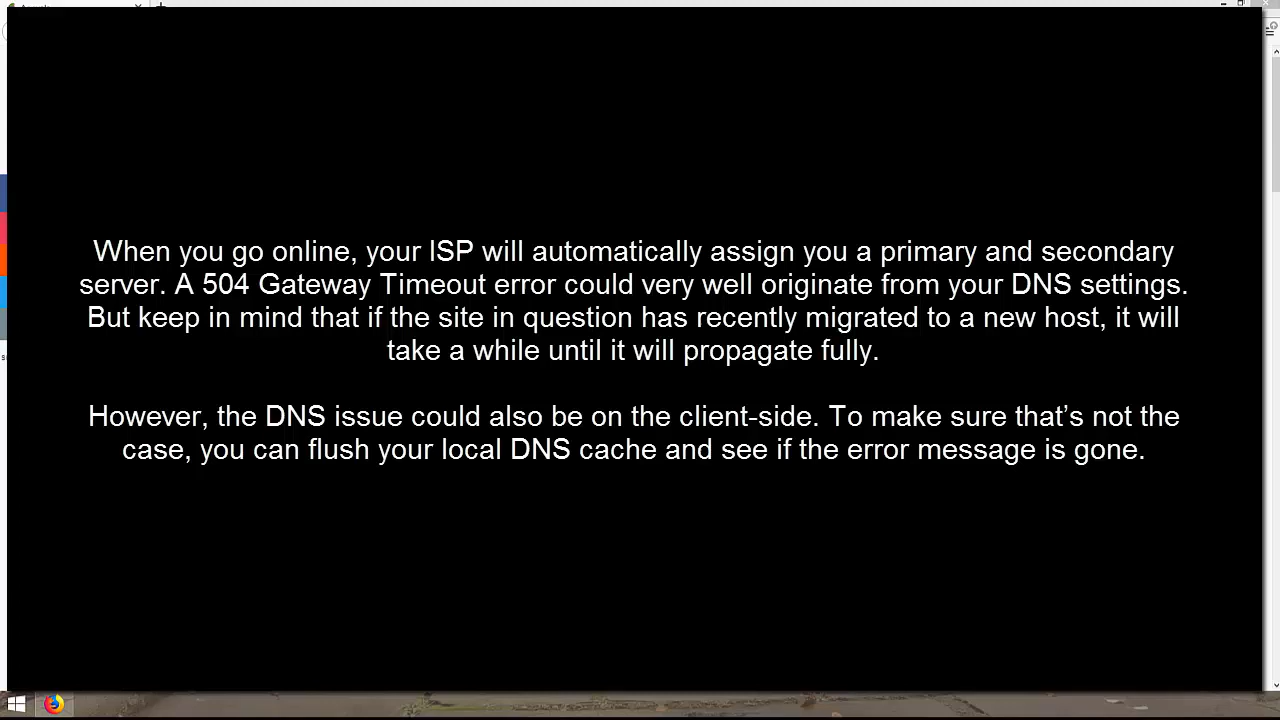 When you go online, your ISP will automatically assign you a primary and secondary
server. A 504 Gateway Timeout error could very well originate from your DNS settings.
But keep in mind that if the site in question has recently migrated to a new host, it will
take a while until it will propagate fully.
However, the DNS issue could also be on the client-side. To make sure that’s not the
case, you can flush your local DNS cache and see if the error message is gone.